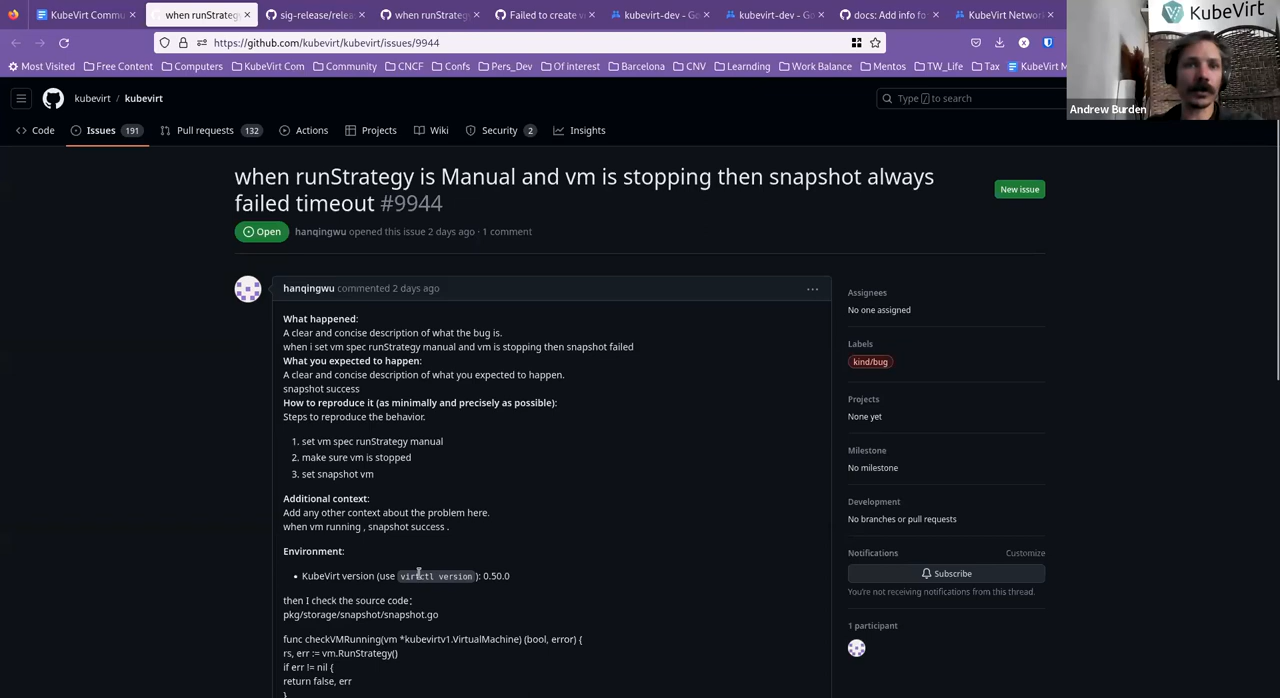 KubeVirt Commu
when runStrateg
sig-release/relea
when runStrateg
Failed to create v
kubevirt-dev - Go
kubevirt-dev - Go
docs: Add info fo
KubeVirt Networ
https://github.com/kubevirt/kubevirt/issues/9944
Most Visited
Free Content
Computers
KubeVirt Com
Community
CNCF
Confs
Pers_Dev
Of interest
Barcelona
CNV
Learnding
Work Balance
Mentos
TW_Life
Tax
KubeVirt M
KubeVirt
Andrew Burden
kubevirt / kubevirt
Type / to search
Code
Issues 191
Pull requests 132
Actions
Projects
Wiki
Security 2
Insights
when runStrategy is Manual and vm is stopping then snapshot always
failed timeout #9944
New issue
Open
hanqingwu opened this issue 2 days ago · 1 comment
hanqingwu commented 2 days ago
What happened:
A clear and concise description of what the bug is.
when i set vm spec runStrategy manual and vm is stopping then snapshot failed
What you expected to happen:
A clear and concise description of what you expected to happen.
snapshot success
How to reproduce it (as minimally and precisely as possible):
Steps to reproduce the behavior.
1. set vm spec runStrategy manual
2. make sure vm is stopped
3. set snapshot vm
Additional context:
Add any other context about the problem here.
when vm running , snapshot success .
Environment:
• KubeVirt version (use virtctl version): 0.50.0
then I check the source code：
pkg/storage/snapshot/snapshot.go
func checkVMRunning(vm *kubevirtv1.VirtualMachine) (bool, error) {
rs, err := vm.RunStrategy()
if err != nil {
return false, err
}
Assignees
No one assigned
Labels
kind/bug
Projects
None yet
Milestone
No milestone
Development
No branches or pull requests
Notifications
Customize
Subscribe
You're not receiving notifications from this thread.
1 participant